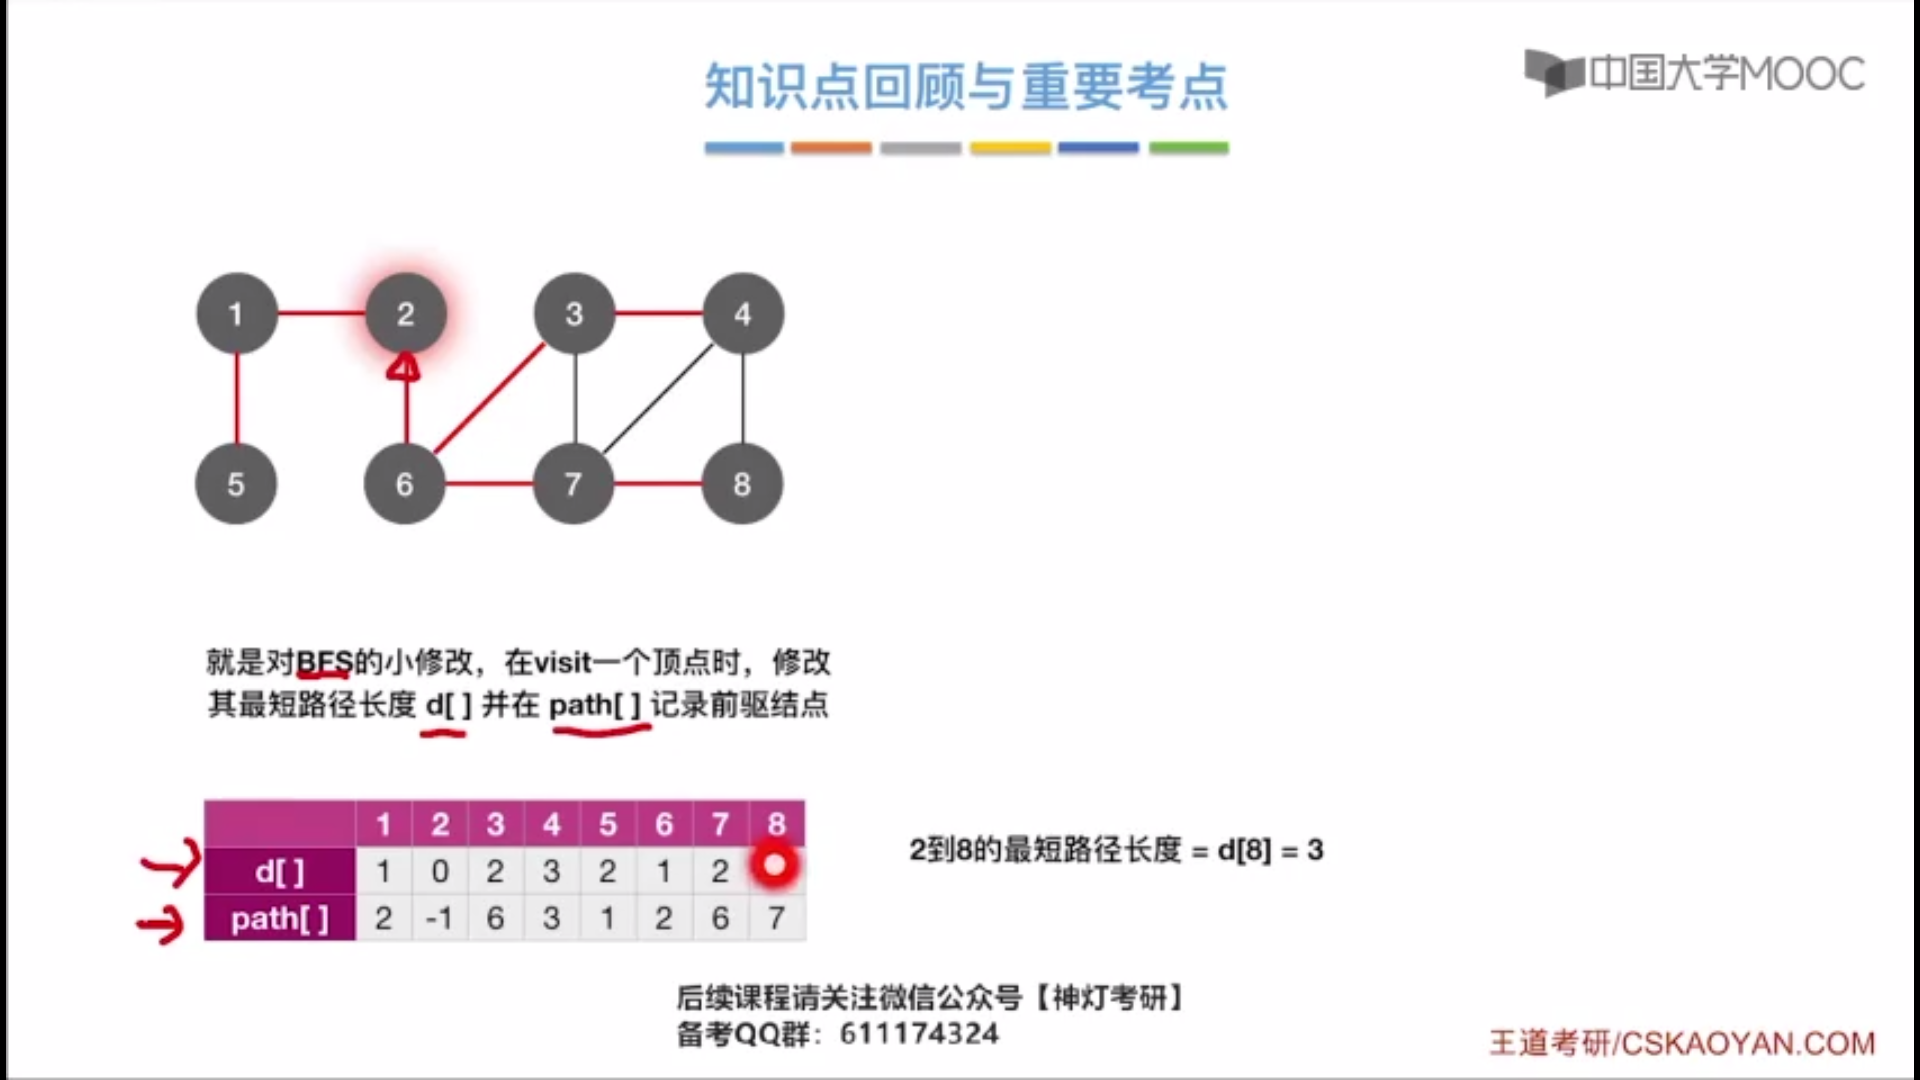 知识点回顾与重要考点
中国大学MOOC
1 2 3 4
5 6 7 8
就是对BFS的小修改，在visit一个顶点时，修改
其最短路径长度 d[ ] 并在 path[ ] 记录前驱结点
1 2 3 4 5 6 7 8
d[ ] 1 0 2 3 2 1 2
path[ ] 2 -1 6 3 1 2 6 7
2到8的最短路径长度 = d[8] = 3
后续课程请关注微信公众号【神灯考研】
备考QQ群：611174324
王道考研/CSKAOYAN.COM